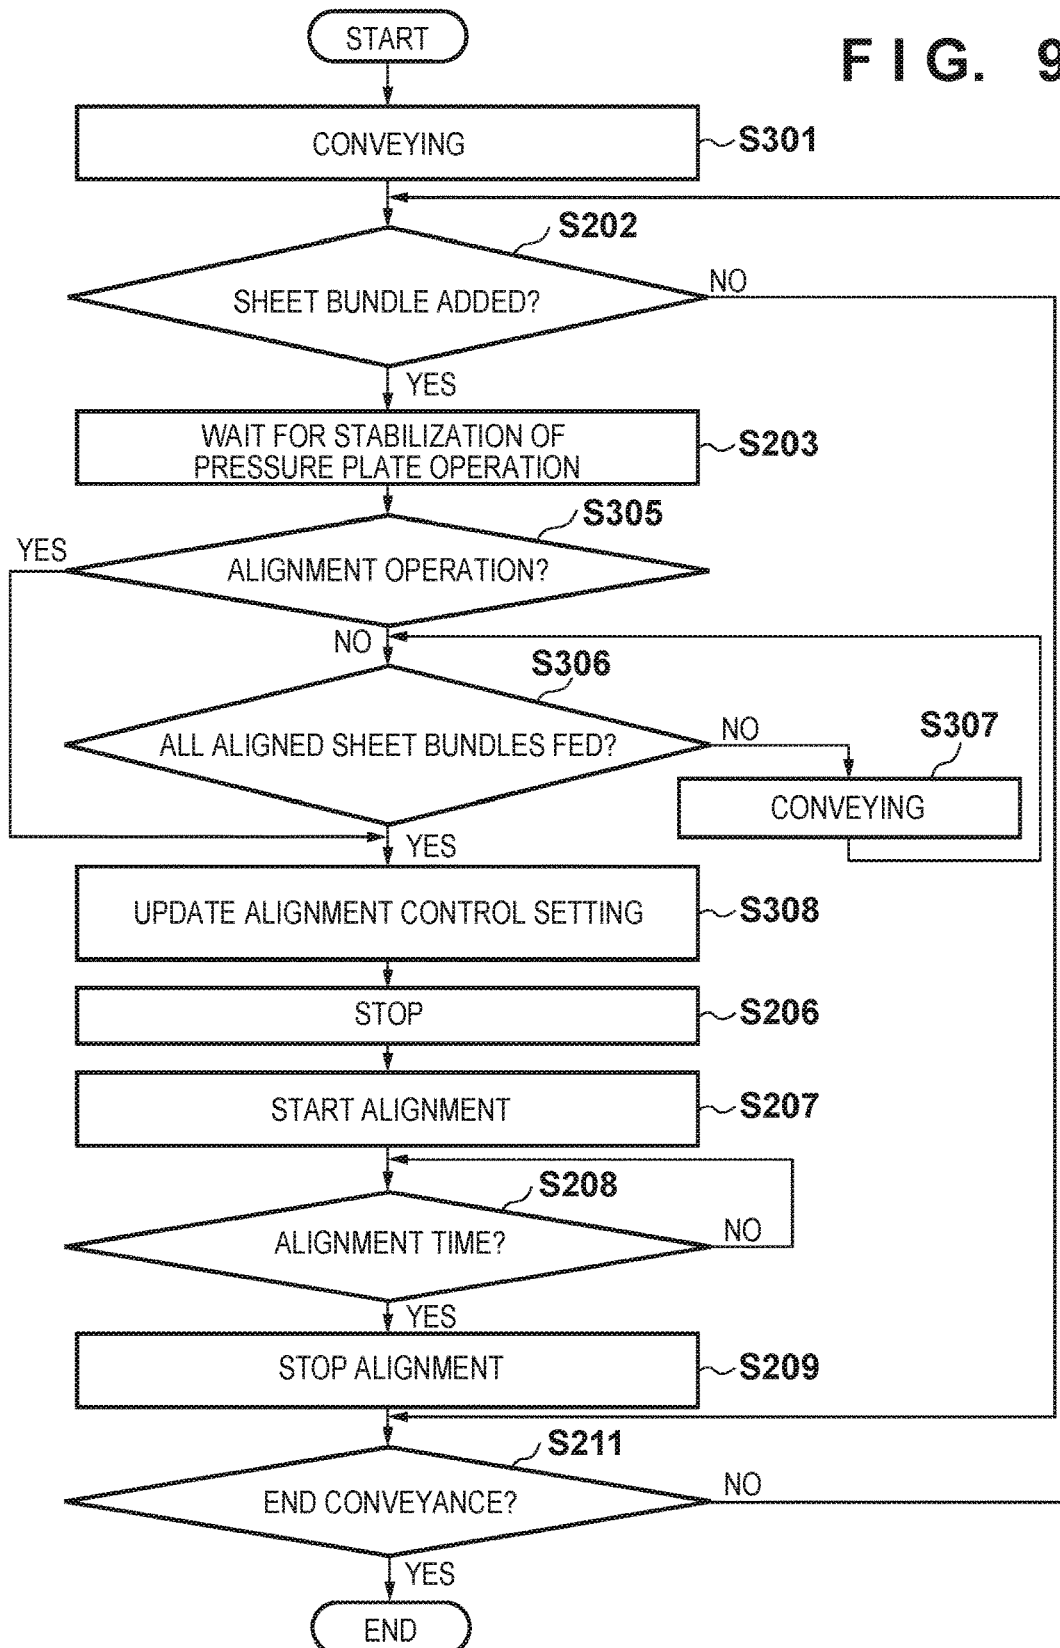 START
FIG. 9
CONVEYING
S301
S202
SHEET BUNDLE ADDED?
NO
YES
WAIT FOR STABILIZATION OF
PRESSURE PLATE OPERATION
S203
S305
YES
ALIGNMENT OPERATION?
NO
S306
ALL ALIGNED SHEET BUNDLES FED?
NO
S307
CONVEYING
YES
UPDATE ALIGNMENT CONTROL SETTING
S308
STOP
S206
START ALIGNMENT
S207
S208
ALIGNMENT TIME?
NO
YES
STOP ALIGNMENT
S209
S211
END CONVEYANCE?
NO
YES
END